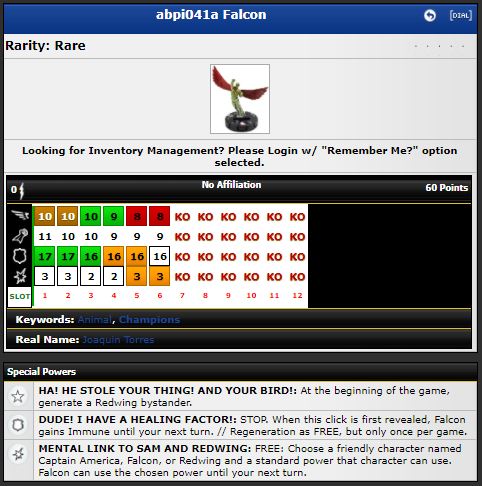 abpi041a Falcon
[DIAL]
Rarity: Rare
Looking for Inventory Management? Please Login w/ "Remember Me?" option
selected.
0 No Affiliation 60 Points
10 10 10 9 8 8 KO KO KO KO KO KO
11 10 10 9 9 9 KO KO KO KO KO KO
17 17 16 16 16 16 KO KO KO KO KO KO
3 3 2 2 3 3 KO KO KO KO KO KO
SLOT 1 2 3 4 5 6 7 8 9 10 11 12
Keywords: Animal, Champions
Real Name: Joaquin Torres
Special Powers
HA! HE STOLE YOUR THING! AND YOUR BIRD!: At the beginning of the game,
generate a Redwing bystander.
DUDE! I HAVE A HEALING FACTOR!: STOP. When this click is first revealed, Falcon
gains Immune until your next turn. // Regeneration as FREE, but only once per game.
MENTAL LINK TO SAM AND REDWING: FREE: Choose a friendly character named
Captain America, Falcon, or Redwing and a standard power that character can use.
Falcon can use the chosen power until your next turn.